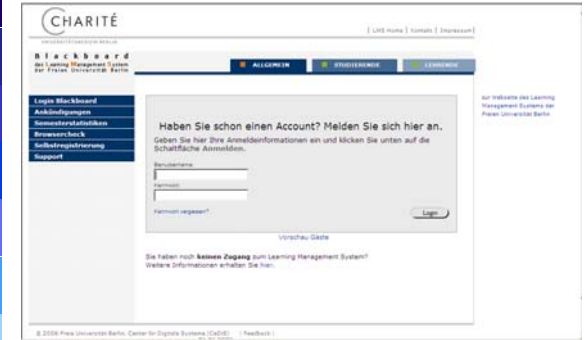 CHARITÉ
UNIVERSITÄTSMEDIZIN BERLIN
| LMS Home | Kontakt | Impressum |
Blackboard
das Learning Management System
der Freien Universität Berlin
ALLGEMEIN
STUDIERENDE
LEHRENDE
Login Blackboard
Ankündigungen
Semesterstatistiken
Browsercheck
Selbstregistrierung
Support
Haben Sie schon einen Account? Melden Sie sich hier an.
Geben Sie hier Ihre Anmeldeinformationen ein und klicken Sie unten auf die
Schaltfläche Anmelden.
Benutzername
Kennwort
Kennwort vergessen?
Login
Vorschau Gäste
Sie haben noch keinen Zugang zum Learning Management System?
Weitere Informationen erhalten Sie hier.
zur Webseite des Learning
Management Systems der
Freien Universität Berlin
© 2006 Freie Universität Berlin, Center für Digitale Systeme (CeDiS) | Feedback |